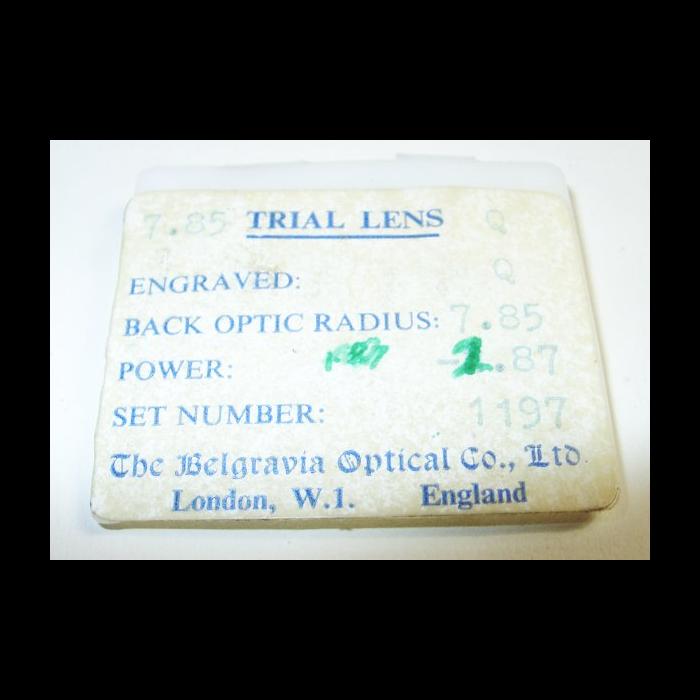 7.85 TRIAL LENS Q
ENGRAVED: Q
BACK OPTIC RADIUS: 7.85
POWER: -2.87
SET NUMBER: 1197
The Belgravia Optical Co., Ltd.
London, W.1. England